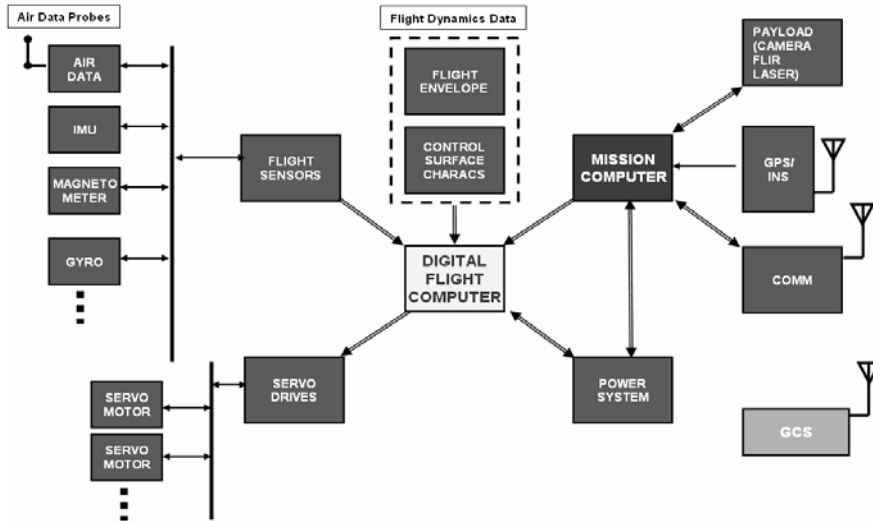 Air Data Probes
Flight Dynamics Data
AIR
DATA
IMU
MAGNETO
METER
GYRO
FLIGHT
SENSORS
FLIGHT
ENVELOPE
CONTROL
SURFACE
CHARACS
MISSION
COMPUTER
PAYLOAD
(CAMERA
FLIR
LASER)
GPS/
INS
COMM
DIGITAL
FLIGHT
COMPUTER
SERVO
DRIVES
POWER
SYSTEM
SERVO
MOTOR
SERVO
MOTOR
GCS